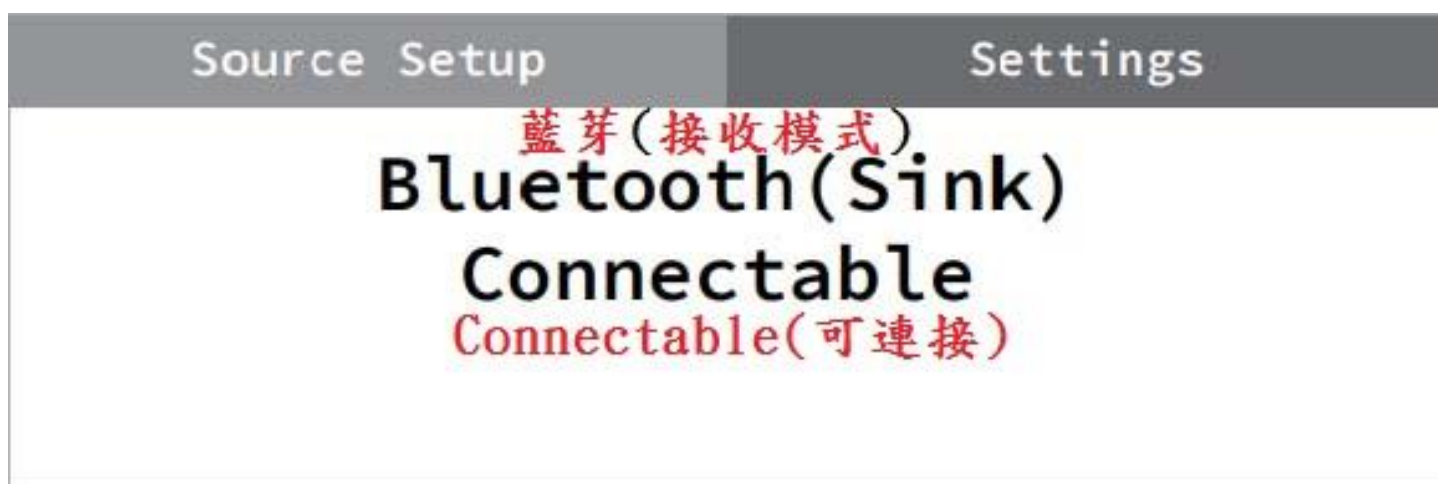 Source Setup
Settings
藍芽(接收模式)
Bluetooth(Sink)
Connectable
Connectable(可連接)